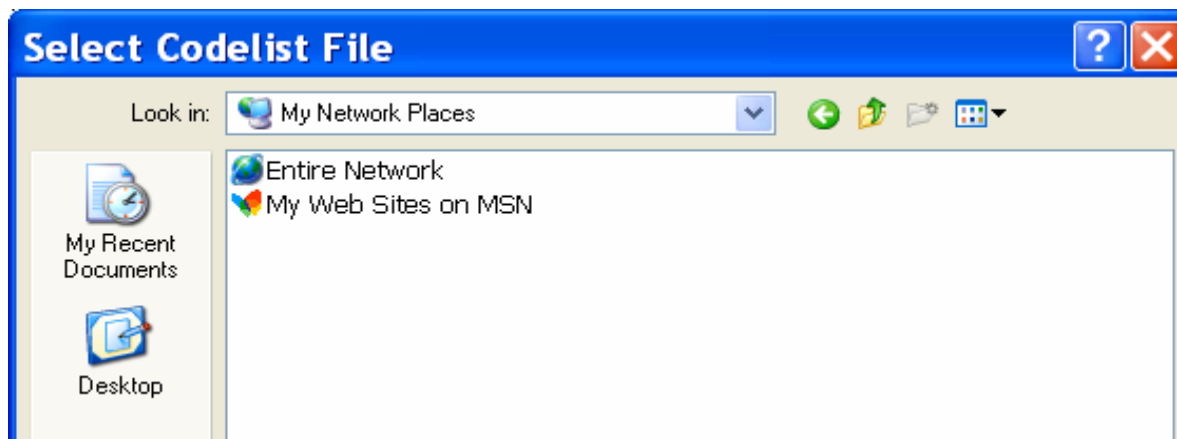 Select Codelist File
Look in: My Network Places
Entire Network
My Web Sites on MSN
My Recent
Documents
Desktop